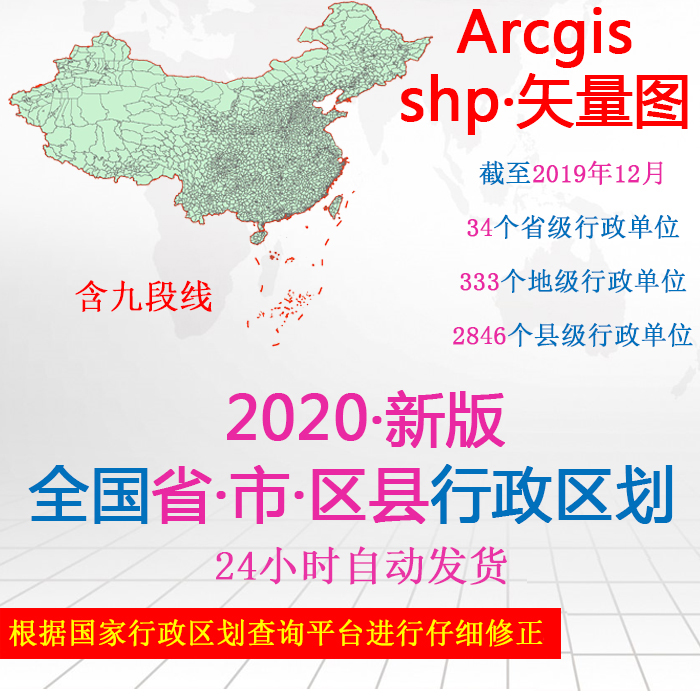 Arcgis
shp·矢量图
截至2019年12月
34个省级行政单位
333个地级行政单位
2846个县级行政单位
含九段线
2020·新版
全国省·市·区县行政区划
24小时自动发货
根据国家行政区划查询平台进行仔细修正